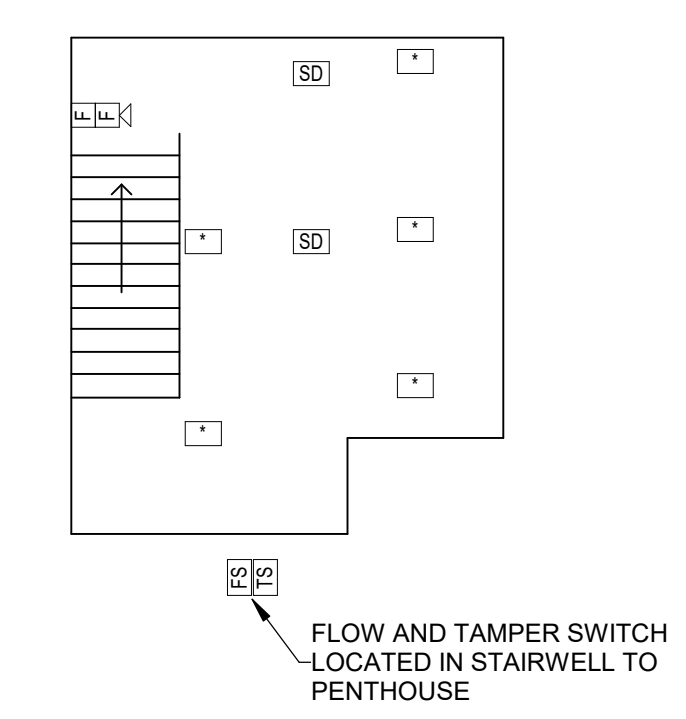 *
SD
F F
*
* SD
*
*
FS TS
FLOW AND TAMPER SWITCH
LOCATED IN STAIRWELL TO
PENTHOUSE